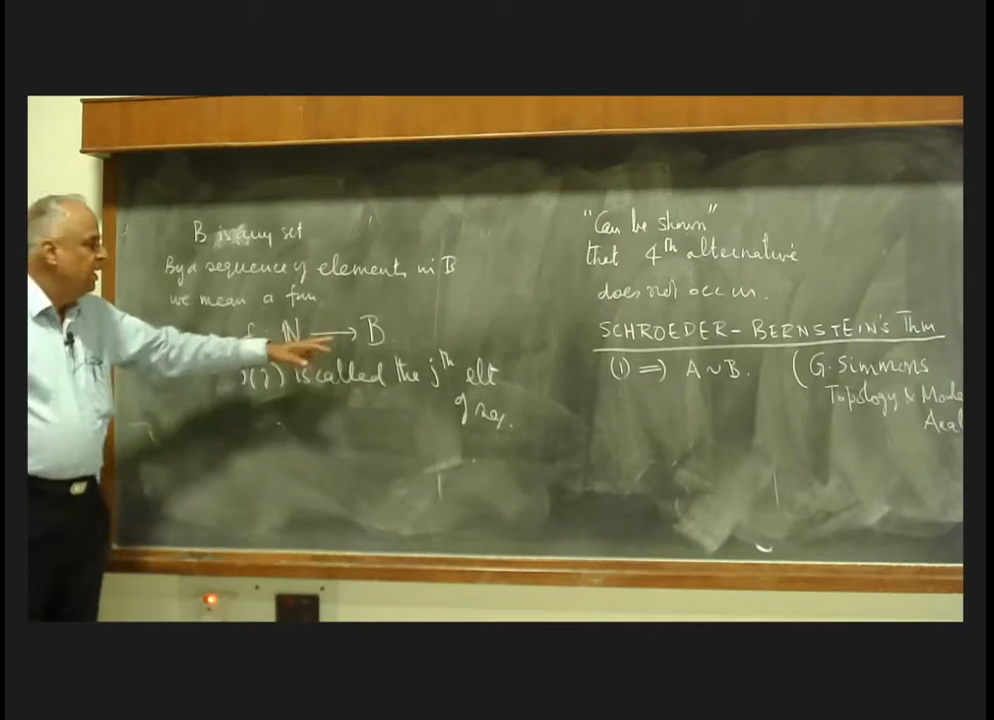 B is any set
By a sequence of elements in B
we mean a fun.
f: N → B
f(j) is called the jth elt
of seq.
"Can be shown"
that 4th alternative
does not occur.
SCHROEDER-BERNSTEIN'S Thm
(1) ⇒ A ~ B. (G. Simmons
Topology & Mode
Anal